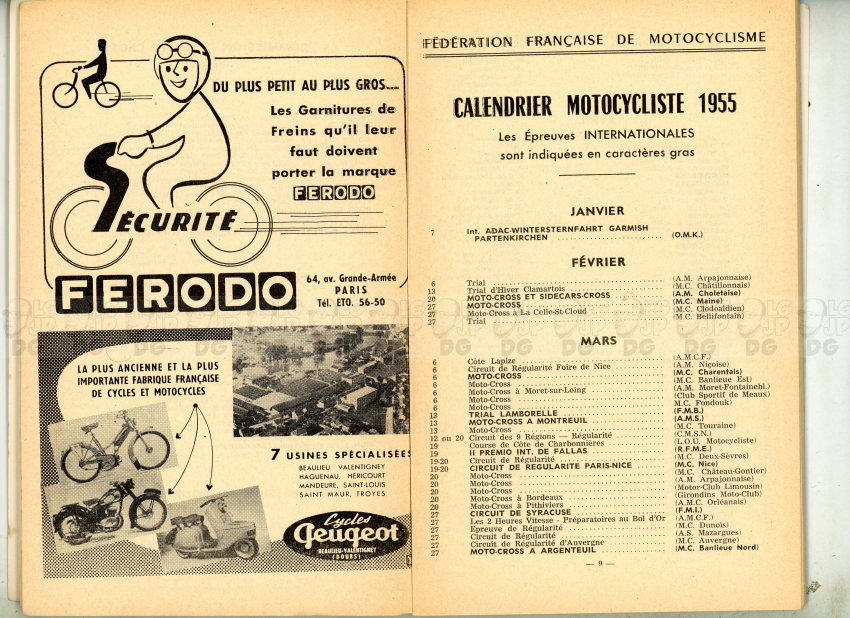 DU PLUS PETIT AU PLUS GROS....
Les Garnitures de
Freins qu'il leur
faut doivent
porter la marque
FERODO
SÉCURITÉ
FERODO
64, av. Grande-Armée
PARIS
Tél. ETO. 56-50
LA PLUS ANCIENNE ET LA PLUS
IMPORTANTE FABRIQUE FRANÇAISE
DE CYCLES ET MOTOCYCLES
7 USINES SPÉCIALISÉES
BEAULIEU VALENTIGNEY
HAGUENAU, HÉRICOURT
MANDEURE, SAINT-LOUIS
SAINT MAUR, TROYES
Cycles
Peugeot
BEAULIEU-VALENTIGNEY
(DOUBS)
FÉDÉRATION FRANÇAISE DE MOTOCYCLISME
CALENDRIER MOTOCYCLISTE 1955
Les Épreuves INTERNATIONALES
sont indiquées en caractères gras
JANVIER
7 Int. ADAC-WINTERSTERNFAHRT GARMISH
PARTENKIRCHEN (O.M.K.)
FÉVRIER
6 Trial (A.M. Arpajonnaise)
13 Trial d'Hiver Clamartois (M.C. Châtillonnais)
20 MOTO-CROSS ET SIDECARS-CROSS (A.M. Choletaise)
27 MOTO-CROSS (M.C. Maine)
27 Moto-Cross à La Celle-St-Cloud (M.C. Clodoaldien)
27 Trial (M.C. Bellifontain)
MARS
6 Côte Lapize (A.M.C.F.)
6 Circuit de Régularité Foire de Nice (A.M. Niçoise)
6 MOTO-CROSS (M.C. Charentais)
6 Moto-Cross (M.C. Banlieue Est)
6 Moto-Cross à Moret-sur-Loing (A.M. Moret-Fontainebl.)
6 Moto-Cross (Club Sportif de Meaux)
6 Moto-Cross (M.C. Fondouk)
13 TRIAL LAMBORELLE (F.M.B.)
13 MOTO-CROSS A MONTREUIL (A.M.S.)
13 Moto-Cross (M.C. Touraine)
12 ou 20 Circuit des 9 Régions — Régularité (C.M.S.N.)
19 Course de Côte de Charbonnières (L.O.U. Motocycliste)
19 II PREMIO INT. DE FALLAS (R.F.M.E.)
19-20 Circuit de Régularité (M.C. Deux-Sèvres)
19-20 CIRCUIT DE REGULARITE PARIS-NICE (M.C. Nice)
20 Moto-Cross (M.C. Château-Gontier)
20 Moto-Cross (A.M. Arpajonnaise)
20 Moto-Cross (Motor-Club Limousin)
20 Moto-Cross à Bordeaux (Girondins Moto-Club)
20 Moto-Cross à Pithiviers (A.M.C. Orléanais)
27 CIRCUIT DE SYRACUSE (F.M.I.)
27 Les 2 Heures Vitesse - Préparatoires au Bol d'Or (A.M.C.F.)
27 Epreuve de Régularité (M.C. Dunois)
27 Circuit de Régularité (A.S. Mazargues)
27 Circuit de Régularité d'Auvergne (M.C. Auvergne)
27 MOTO-CROSS A ARGENTEUIL (M.C. Banlieue Nord)
— 9 —